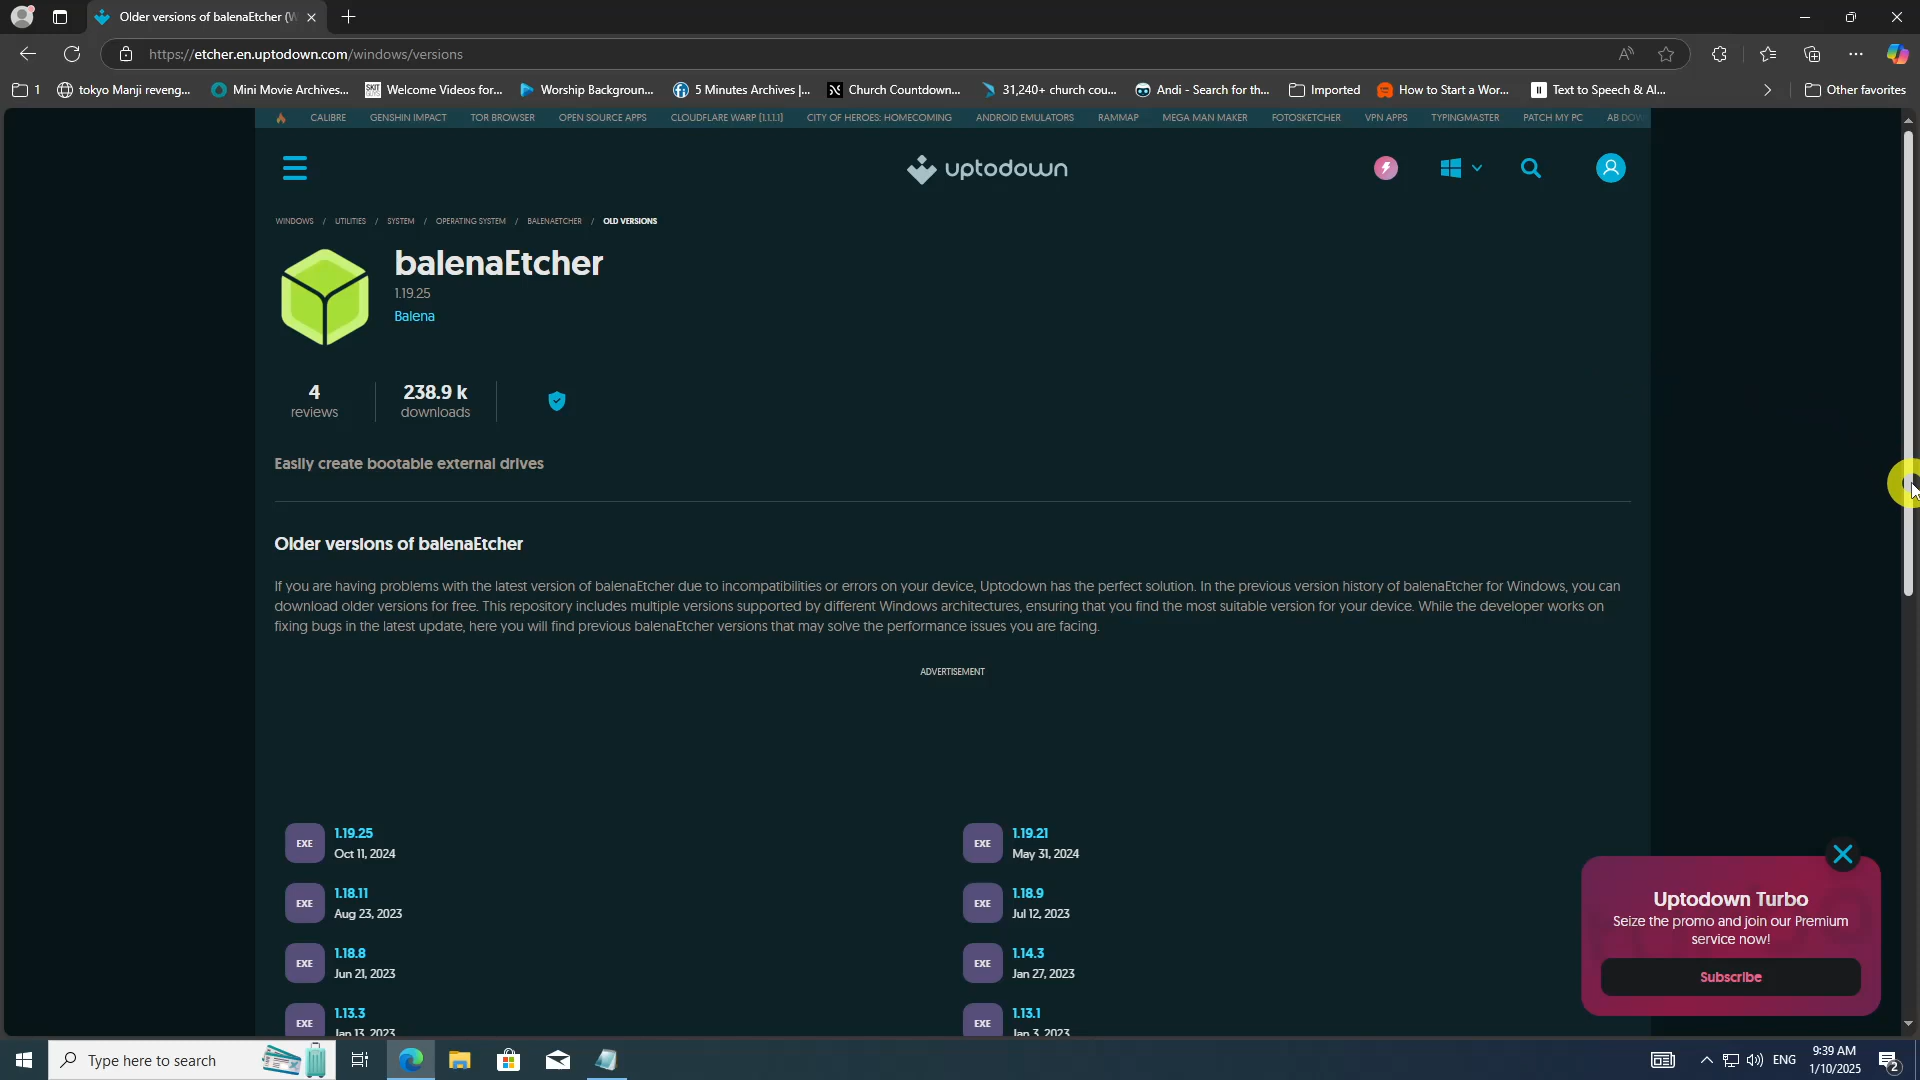 Older versions of balenaEtcher (W
https://etcher.en.uptodown.com/windows/versions
1
tokyo Manji reveng...
Mini Movie Archives...
Welcome Videos for...
Worship Backgroun...
5 Minutes Archives |...
Church Countdown...
31,240+ church cou...
Andi - Search for th...
Imported
How to Start a Wor...
Text to Speech & AI...
Other favorites
CALIBRE
GENSHIN IMPACT
TOR BROWSER
OPEN SOURCE APPS
CLOUDFLARE WARP (1.1.1.1)
CITY OF HEROES: HOMECOMING
ANDROID EMULATORS
RAMMAP
MEGA MAN MAKER
FOTOSKETCHER
VPN APPS
TYPINGMASTER
PATCH MY PC
AB DOW
uptodown
WINDOWS / UTILITIES / SYSTEM / OPERATING SYSTEM / BALENAETCHER / OLD VERSIONS
balenaEtcher
1.19.25
Balena
4
reviews
238.9 k
downloads
Easily create bootable external drives
Older versions of balenaEtcher
If you are having problems with the latest version of balenaEtcher due to incompatibilities or errors on your device, Uptodown has the perfect solution. In the previous version history of balenaEtcher for Windows, you can
download older versions for free. This repository includes multiple versions supported by different Windows architectures, ensuring that you find the most suitable version for your device. While the developer works on
fixing bugs in the latest update, here you will find previous balenaEtcher versions that may solve the performance issues you are facing.
ADVERTISEMENT
EXE
1.19.25
Oct 11, 2024
EXE
1.19.21
May 31, 2024
EXE
1.18.11
Aug 23, 2023
EXE
1.18.9
Jul 12, 2023
EXE
1.18.8
Jun 21, 2023
EXE
1.14.3
Jan 27, 2023
EXE
1.13.3
Jan 13, 2023
EXE
1.13.1
Jan 3, 2023
Uptodown Turbo
Seize the promo and join our Premium
service now!
Subscribe
Type here to search
ENG
9:39 AM
1/10/2025
2